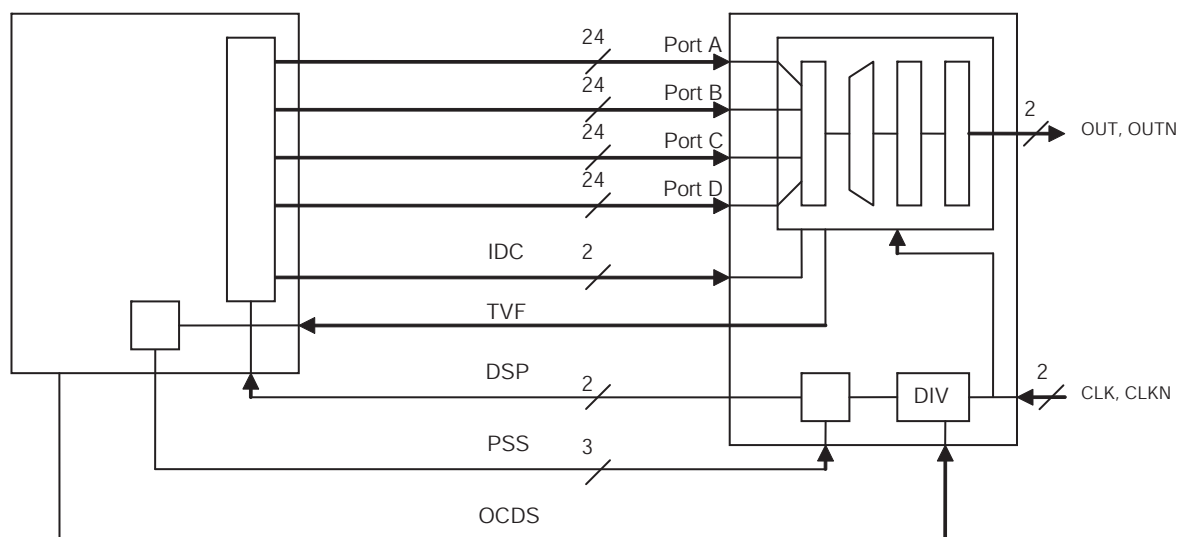 24
Port A
24
Port B
24
Port C
24
Port D
2
OUT, OUTN
IDC
2
TVF
DSP
2
DIV
2
CLK, CLKN
PSS
3
OCDS